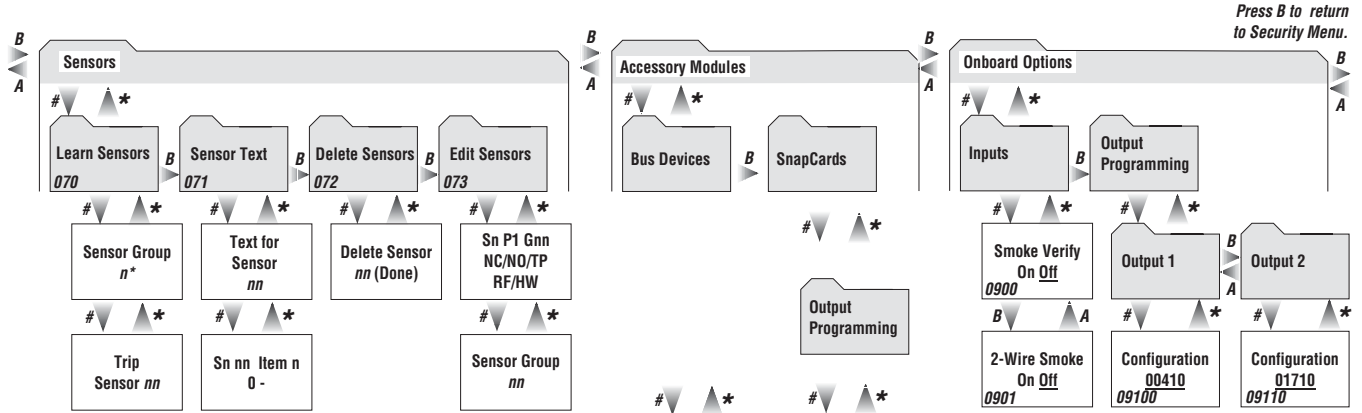 Press B to return
to Security Menu.
B
A
Sensors
B
A
Accessory Modules
B
A
Onboard Options
B
A
# *
# *
# *
Learn Sensors
070
B
Sensor Text
071
B
Delete Sensors
072
B
Edit Sensors
073
Bus Devices
B
SnapCards
Inputs
B
Output
Programming
# *
# *
# *
# *
# *
# *
# *
Sensor Group
n*
Text for
Sensor
nn
Delete Sensor
nn (Done)
Sn P1 Gnn
NC/NO/TP
RF/HW
Output
Programming
Smoke Verify
On Off
0900
Output 1
B
A
Output 2
# *
# *
# *
B A
# *
# *
Trip
Sensor nn
Sn nn Item n
0 -
Sensor Group
nn
# *
# *
2-Wire Smoke
On Off
0901
Configuration
00410
09100
Configuration
01710
09110